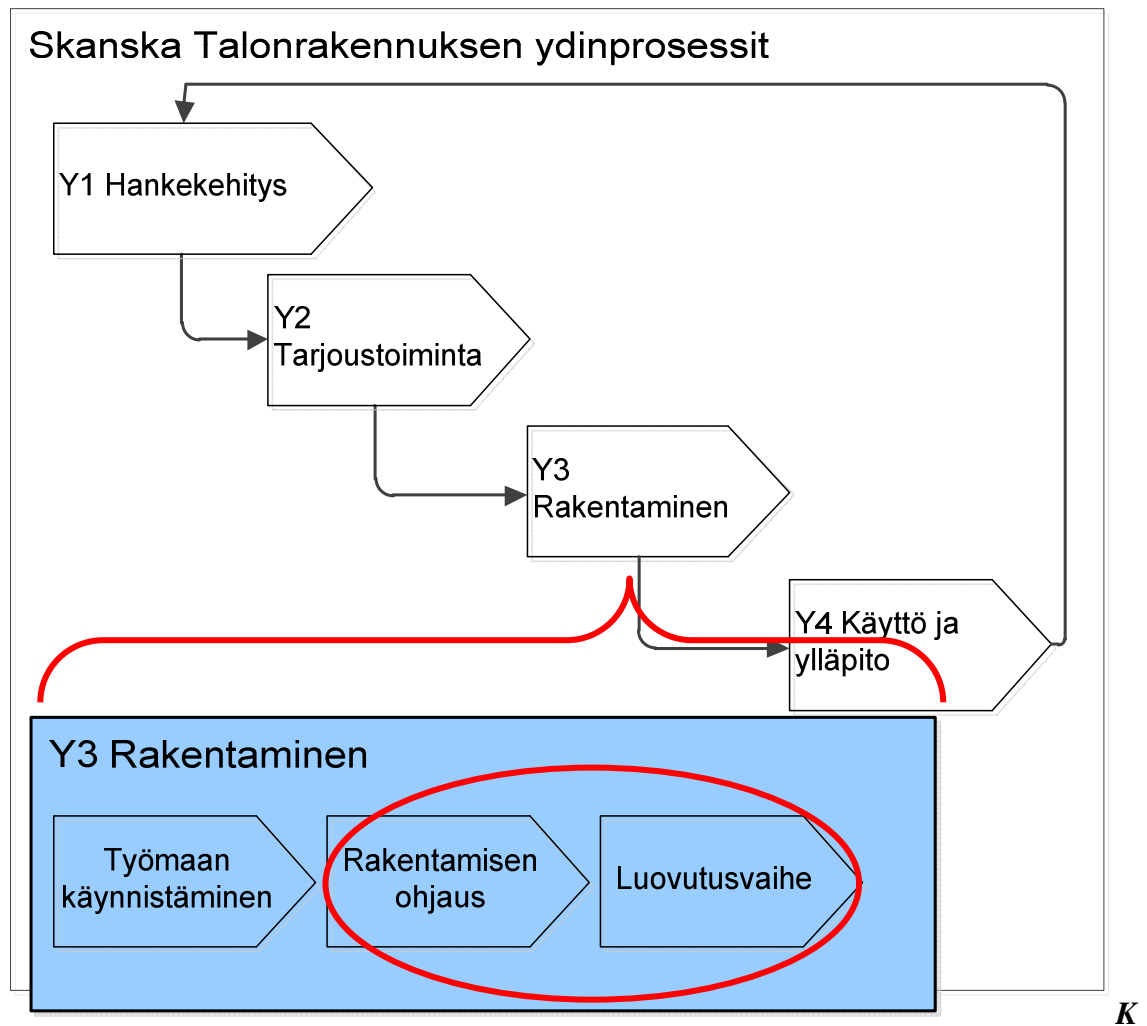 Skanska Talonrakennuksen ydinprosessit
Y1 Hankekehitys
Y2
Tarjoustoiminta
Y3
Rakentaminen
Y4 Käyttö ja
ylläpito
Y3 Rakentaminen
Työmaan
käynnistäminen
Rakentamisen
ohjaus
Luovutusvaihe
K